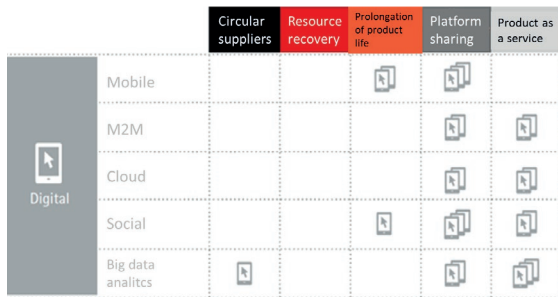 Circular
suppliers
Resource
recovery
Prolongation
of product
life
Platform
sharing
Product as
a service
Digital
Mobile
M2M
Cloud
Social
Big data
analitcs